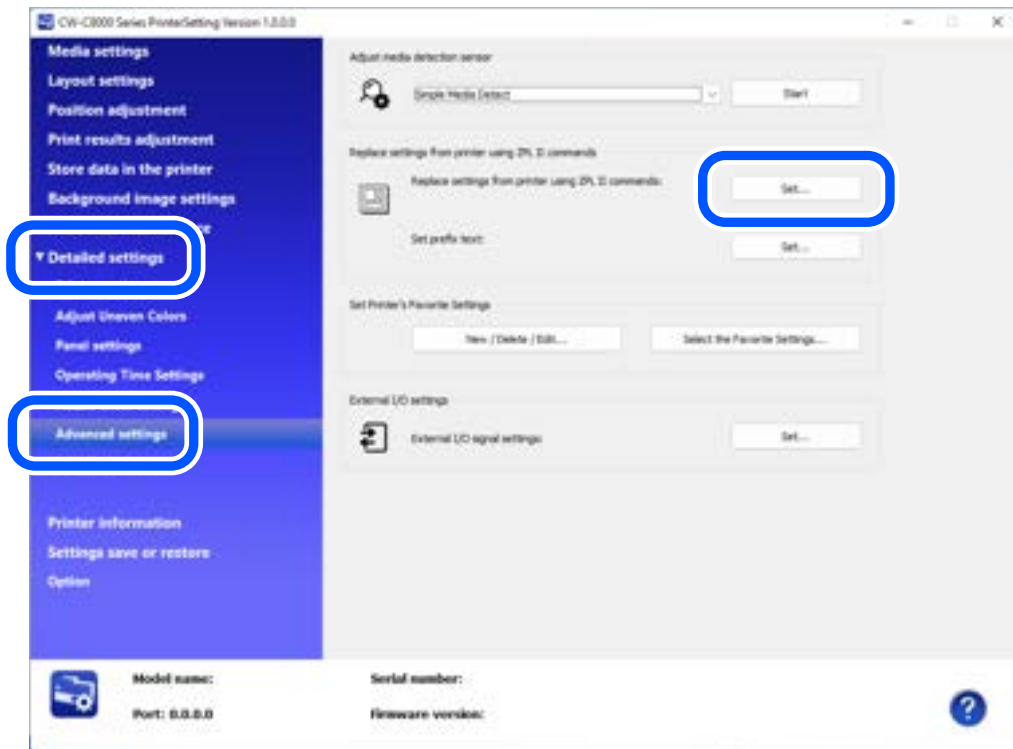 CW-C8000 Series PrinterSetting Version 1.0.0.0
Media settings
Layout settings
Position adjustment
Print results adjustment
Store data in the printer
Background image settings
▼ Detailed settings
Adjust Uneven Colors
Panel settings
Operating Time Settings
Advanced settings
Printer information
Settings save or restore
Option
Adjust media detection sensor
Simple Media Detect
Start
Replace settings from printer using ZPL II commands
Replace settings from printer using ZPL II commands:
Set...
Set prefix text:
Set...
Set Printer's Favorite Settings
New / Delete / Edit...
Select the Favorite Settings...
External I/O settings
External I/O signal settings:
Set...
Model name:
Serial number:
Port: 0.0.0.0
Firmware version:
?